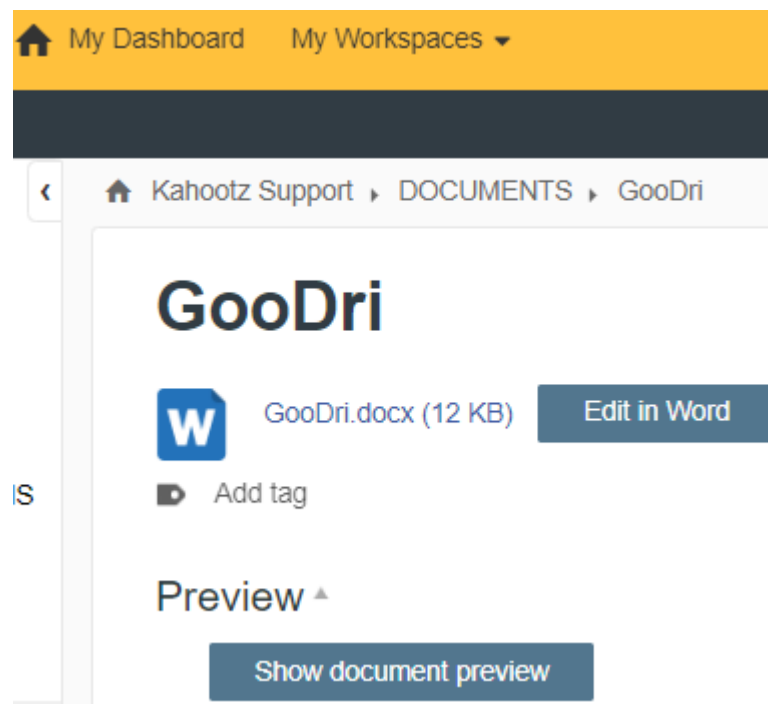 My Dashboard My Workspaces
Kahootz Support DOCUMENTS GooDri
GooDri
W GooDri.docx (12 KB) Edit in Word
Add tag
Preview
Show document preview